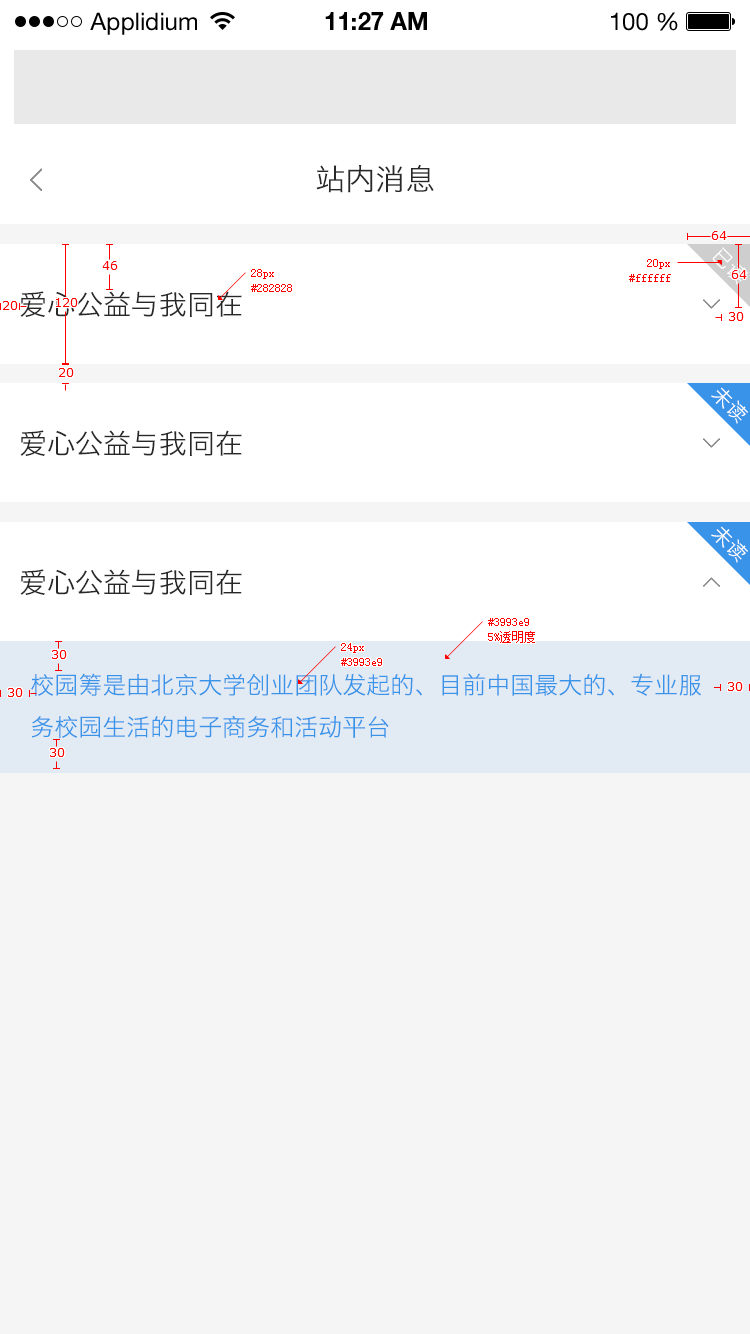 Applidium 11:27 AM 100 %
站内消息
64
46
28px
#282828
20px
#ffffff
已
64
20
120
爱心公益与我同在
30
20
未读
爱心公益与我同在
未读
爱心公益与我同在
#3993e9
5%透明度
30
24px
#3993e9
30
校园筹是由北京大学创业团队发起的、目前中国最大的、专业服
30
务校园生活的电子商务和活动平台
30